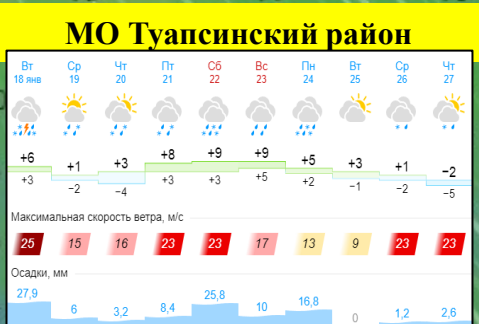 МО Туапсинский район
Вт Ср Чт Пт Сб Вс Пн Вт Ср Чт
18 янв 19 20 21 22 23 24 25 26 27
+6 +1 +3 +8 +9 +9 +5 +3 +1 −2
+3 −2 −4 +3 +3 +5 +2 −1 −2 −5
Максимальная скорость ветра, м/с
25 15 16 23 23 17 13 9 23 23
Осадки, мм
27,9 6 3,2 8,4 25,8 10 16,8 0 1,2 2,6